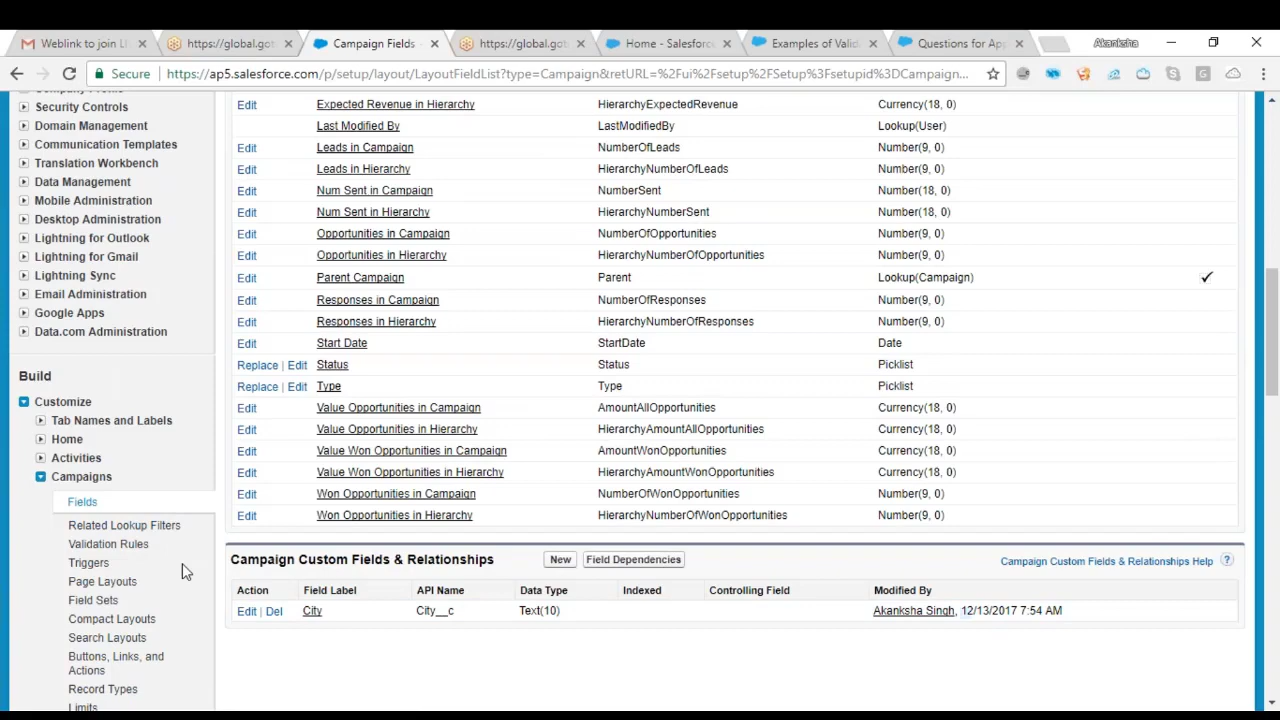 Weblink to join L
https://global.got
Campaign Fields
https://global.got
Home - Salesforce
Examples of Valid
Questions for App
Akanksha
Secure
https://ap5.salesforce.com/p/setup/layout/LayoutFieldList?type=Campaign&retURL=%2Fui%2Fsetup%2FSetup%3Fsetupid%3DCampaign...
Security Controls
Domain Management
Communication Templates
Translation Workbench
Data Management
Mobile Administration
Desktop Administration
Lightning for Outlook
Lightning for Gmail
Lightning Sync
Email Administration
Google Apps
Data.com Administration
Build
Customize
Tab Names and Labels
Home
Activities
Campaigns
Fields
Related Lookup Filters
Validation Rules
Triggers
Page Layouts
Field Sets
Compact Layouts
Search Layouts
Buttons, Links, and
Actions
Record Types
Limits
Edit Expected Revenue in Hierarchy HierarchyExpectedRevenue Currency(18, 0)
Last Modified By LastModifiedBy Lookup(User)
Edit Leads in Campaign NumberOfLeads Number(9, 0)
Edit Leads in Hierarchy HierarchyNumberOfLeads Number(9, 0)
Edit Num Sent in Campaign NumberSent Number(18, 0)
Edit Num Sent in Hierarchy HierarchyNumberSent Number(18, 0)
Edit Opportunities in Campaign NumberOfOpportunities Number(9, 0)
Edit Opportunities in Hierarchy HierarchyNumberOfOpportunities Number(9, 0)
Edit Parent Campaign Parent Lookup(Campaign) ✓
Edit Responses in Campaign NumberOfResponses Number(9, 0)
Edit Responses in Hierarchy HierarchyNumberOfResponses Number(9, 0)
Edit Start Date StartDate Date
Replace | Edit Status Status Picklist
Replace | Edit Type Type Picklist
Edit Value Opportunities in Campaign AmountAllOpportunities Currency(18, 0)
Edit Value Opportunities in Hierarchy HierarchyAmountAllOpportunities Currency(18, 0)
Edit Value Won Opportunities in Campaign AmountWonOpportunities Currency(18, 0)
Edit Value Won Opportunities in Hierarchy HierarchyAmountWonOpportunities Currency(18, 0)
Edit Won Opportunities in Campaign NumberOfWonOpportunities Number(9, 0)
Edit Won Opportunities in Hierarchy HierarchyNumberOfWonOpportunities Number(9, 0)
Campaign Custom Fields & Relationships New Field Dependencies Campaign Custom Fields & Relationships Help ?
Action Field Label API Name Data Type Indexed Controlling Field Modified By
Edit | Del City City__c Text(10) Akanksha Singh, 12/13/2017 7:54 AM